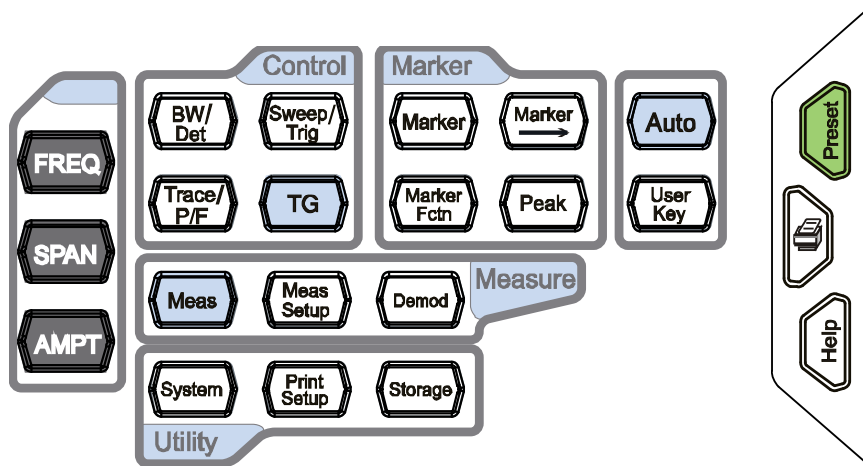 Control
Marker
BW/
Det
Sweep/
Trig
Marker
Marker
Auto
FREQ
Trace/
P/F
TG
Marker
Fctn
Peak
User
Key
SPAN
Meas
Meas
Setup
Demod
Measure
AMPT
System
Print
Setup
Storage
Utility
Preset
Help